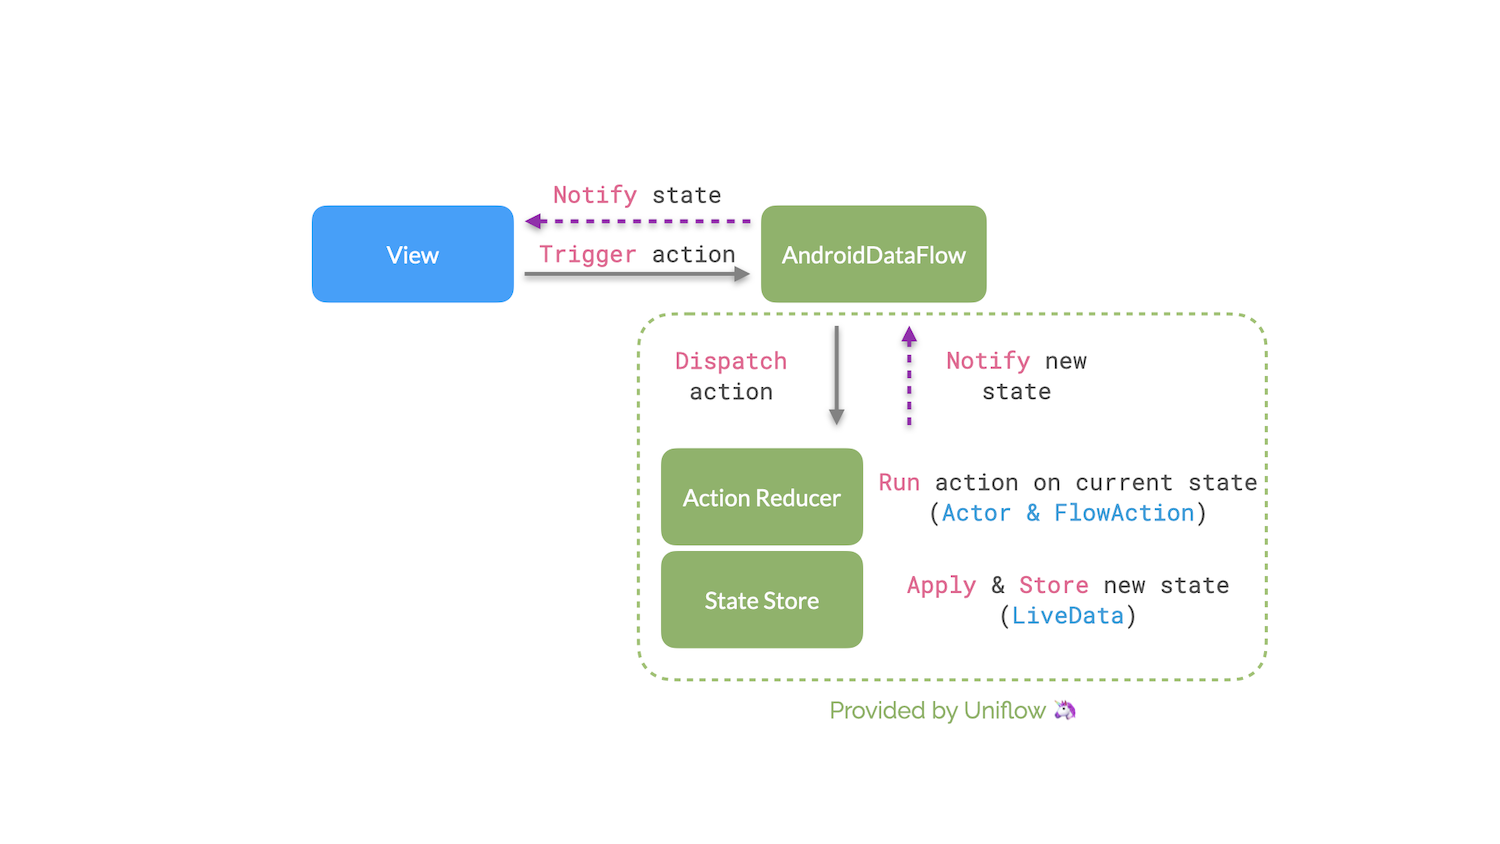 Notify state
View
Trigger action
AndroidDataFlow
Dispatch
action
Notify new
state
Action Reducer
Run action on current state
(Actor & FlowAction)
State Store
Apply & Store new state
(LiveData)
Provided by Uniflow 🦄